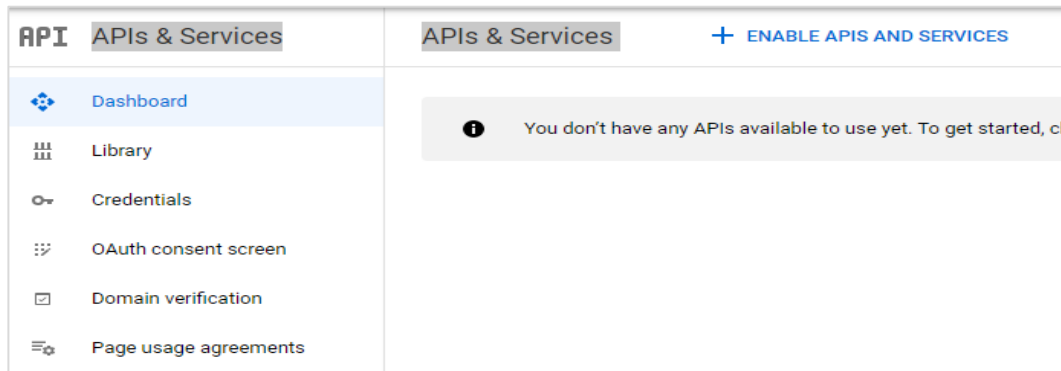 API APIs & Services
APIs & Services
ENABLE APIS AND SERVICES
Dashboard
Library
Credentials
OAuth consent screen
Domain verification
Page usage agreements
You don't have any APIs available to use yet. To get started,